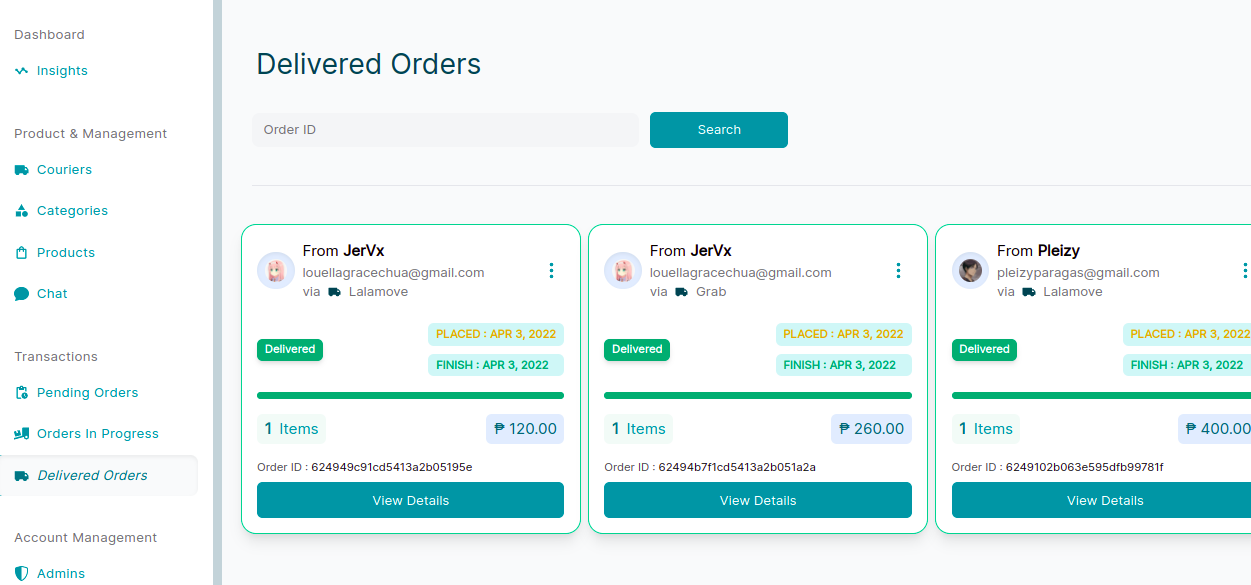 Dashboard
Insights
Product & Management
Couriers
Categories
Products
Chat
Transactions
Pending Orders
Orders In Progress
Delivered Orders
Account Management
Admins
Delivered Orders
Order ID
Search
From JerVx
louellagracechua@gmail.com
via Lalamove
Delivered
PLACED : APR 3, 2022
FINISH : APR 3, 2022
1 Items
₱ 120.00
Order ID : 624949c91cd5413a2b05195e
View Details
From JerVx
louellagracechua@gmail.com
via Grab
Delivered
PLACED : APR 3, 2022
FINISH : APR 3, 2022
1 Items
₱ 260.00
Order ID : 62494b7f1cd5413a2b051a2a
View Details
From Pleizy
pleizyparagas@gmail.com
via Lalamove
Delivered
PLACED : APR 3, 2022
FINISH : APR 3, 2022
1 Items
₱ 400.00
Order ID : 6249102b063e595dfb99781f
View Details